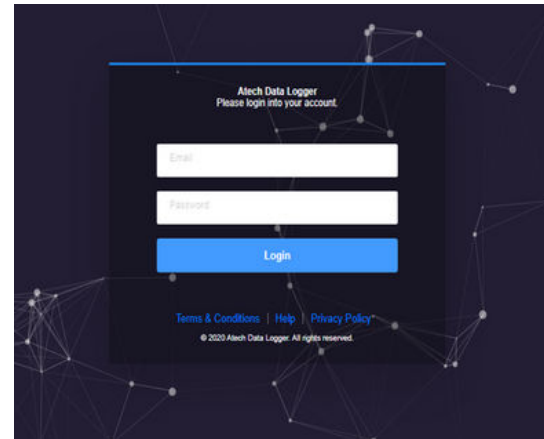 Atech Data Logger
Please login into your account.
Email
Password
Login
Terms & Conditions | Help | Privacy Policy
© 2020 Atech Data Logger. All rights reserved.